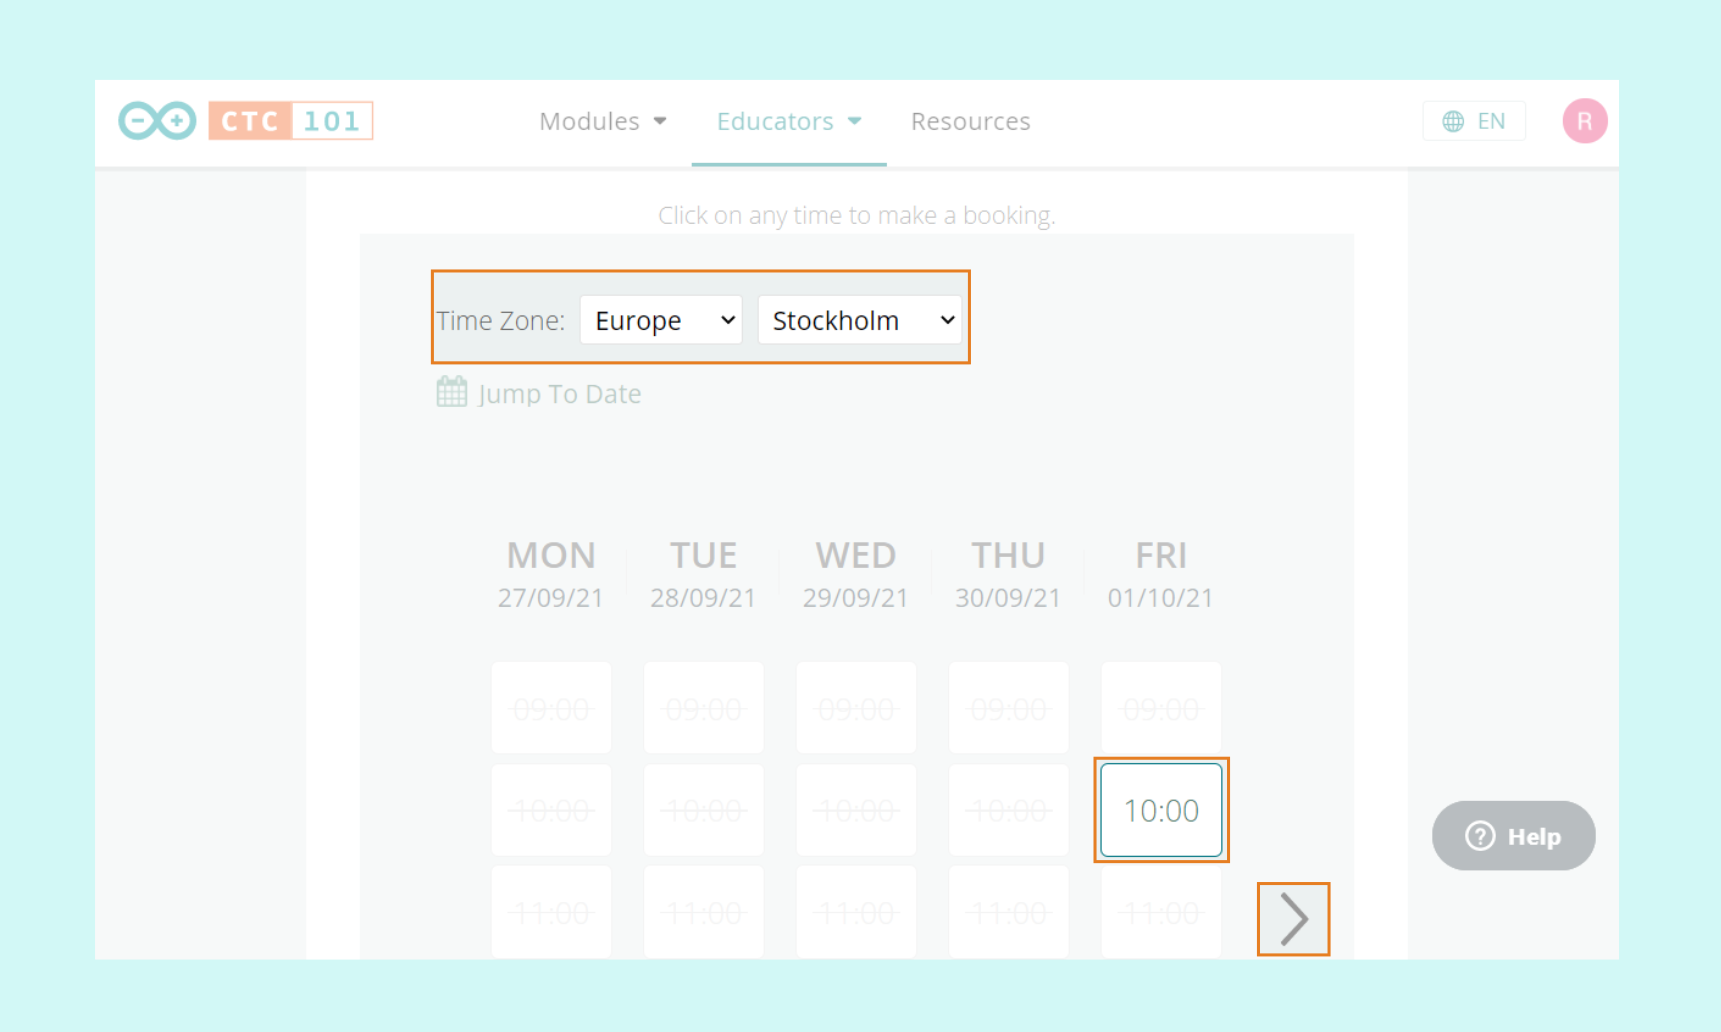 CTC 101 Modules Educators Resources EN R
Click on any time to make a booking.
Time Zone: Europe Stockholm
Jump To Date
MON TUE WED THU FRI
27/09/21 28/09/21 29/09/21 30/09/21 01/10/21
09:00 09:00 09:00 09:00 09:00
10:00 10:00 10:00 10:00 10:00
? Help
11:00 11:00 11:00 11:00 11:00